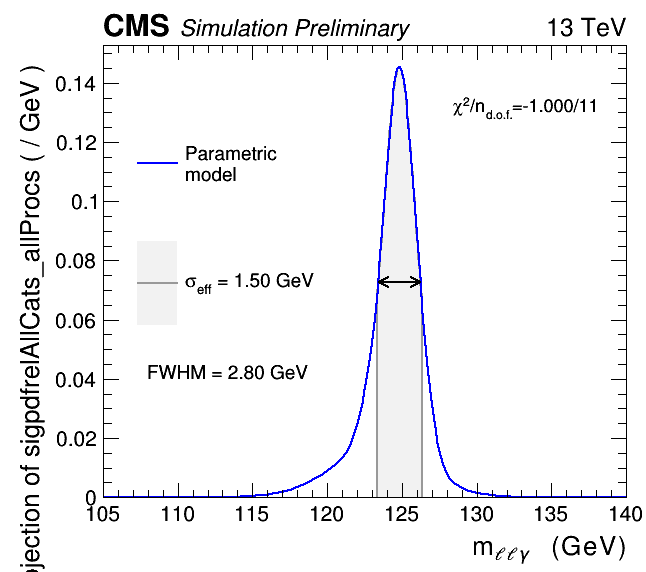 CMS Simulation Preliminary 13 TeV
ojection of sigpdfrelAllCats_allProcs ( / GeV )
0.14
0.12
0.1
0.08
0.06
0.04
0.02
0
χ²/n_d.o.f.=-1.000/11
Parametric
model
σ_eff = 1.50 GeV
FWHM = 2.80 GeV
105 110 115 120 125 130 135 140
m_ℓℓγ (GeV)